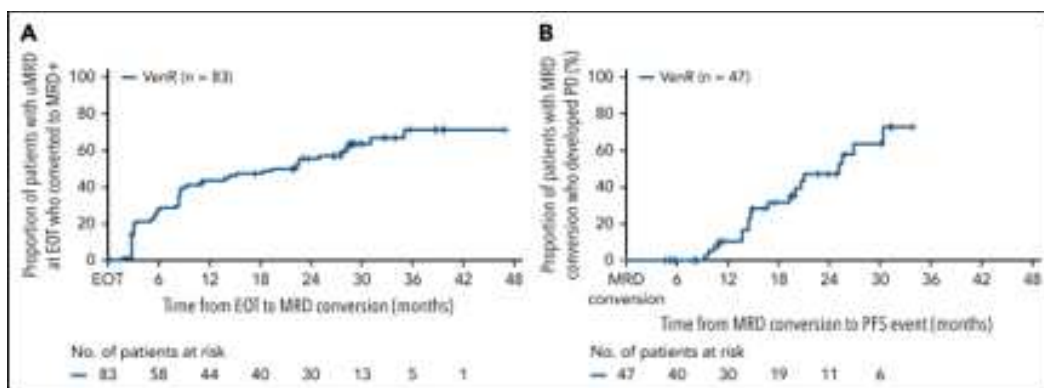 A
Proportion of patients with uMRD
at EOT who converted to MRD+
100
80
60
40
20
0
VenR (n = 83)
EOT 6 12 18 24 30 36 42 48
Time from EOT to MRD conversion (months)
No. of patients at risk
83 58 44 40 30 13 5 1
B
Proportion of patients with MRD
conversion who developed PD (%)
100
80
60
40
20
0
VenR (n = 47)
MRD 6 12 18 24 30 36 42 48
conversion
Time from MRD conversion to PFS event (months)
No. of patients at risk
47 40 30 19 11 6